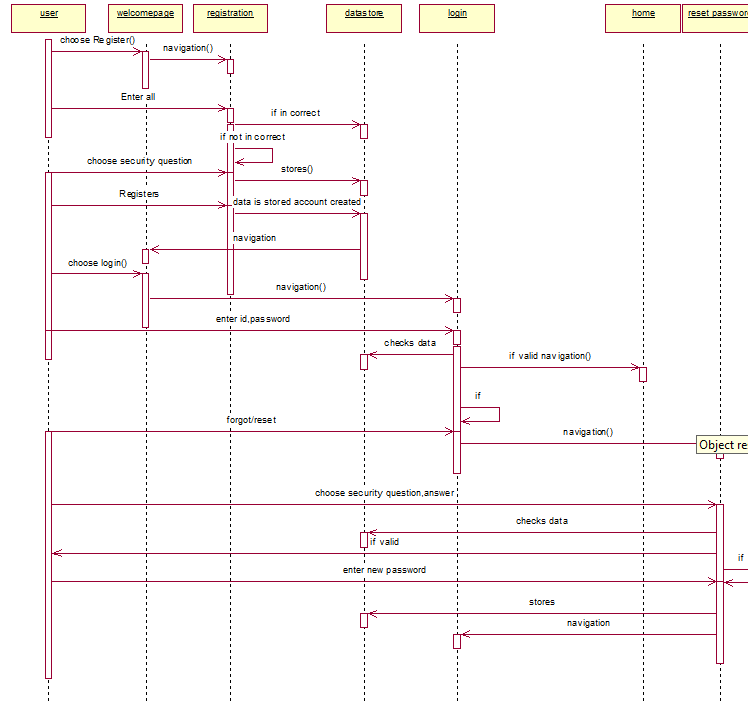 user
welcomepage
registration
datastore
login
home
reset password
choose Register()
navigation()
Enter all
if in correct
if not in correct
choose security question
stores()
Registers
data is stored account created
navigation
choose login()
navigation()
enter id,password
checks data
if valid navigation()
if
forgot/reset
navigation()
Object re
choose security question,answer
checks data
if valid
if
enter new password
stores
navigation